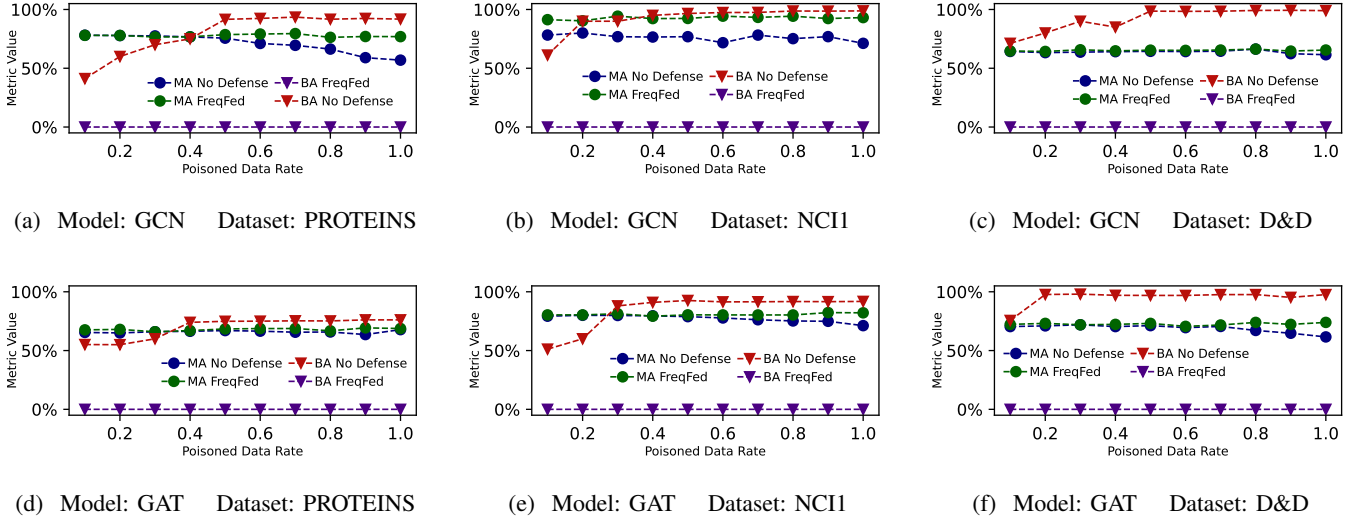 100%
50%
0%
Metric Value
MA No Defense
MA FreqFed
BA FreqFed
BA No Defense
0.2 0.4 0.6 0.8 1.0
Poisoned Data Rate
(a) Model: GCN Dataset: PROTEINS
100%
50%
0%
Metric Value
MA No Defense
MA FreqFed
BA No Defense
BA FreqFed
0.2 0.4 0.6 0.8 1.0
Poisoned Data Rate
(b) Model: GCN Dataset: NCI1
100%
50%
0%
Metric Value
MA No Defense
MA FreqFed
BA No Defense
BA FreqFed
0.2 0.4 0.6 0.8 1.0
Poisoned Data Rate
(c) Model: GCN Dataset: D&D
100%
50%
0%
Metric Value
MA No Defense
MA FreqFed
BA No Defense
BA FreqFed
0.2 0.4 0.6 0.8 1.0
Poisoned Data Rate
(d) Model: GAT Dataset: PROTEINS
100%
50%
0%
Metric Value
MA No Defense
MA FreqFed
BA No Defense
BA FreqFed
0.2 0.4 0.6 0.8 1.0
Poisoned Data Rate
(e) Model: GAT Dataset: NCI1
100%
50%
0%
Metric Value
MA No Defense
MA FreqFed
BA No Defense
BA FreqFed
0.2 0.4 0.6 0.8 1.0
Poisoned Data Rate
(f) Model: GAT Dataset: D&D